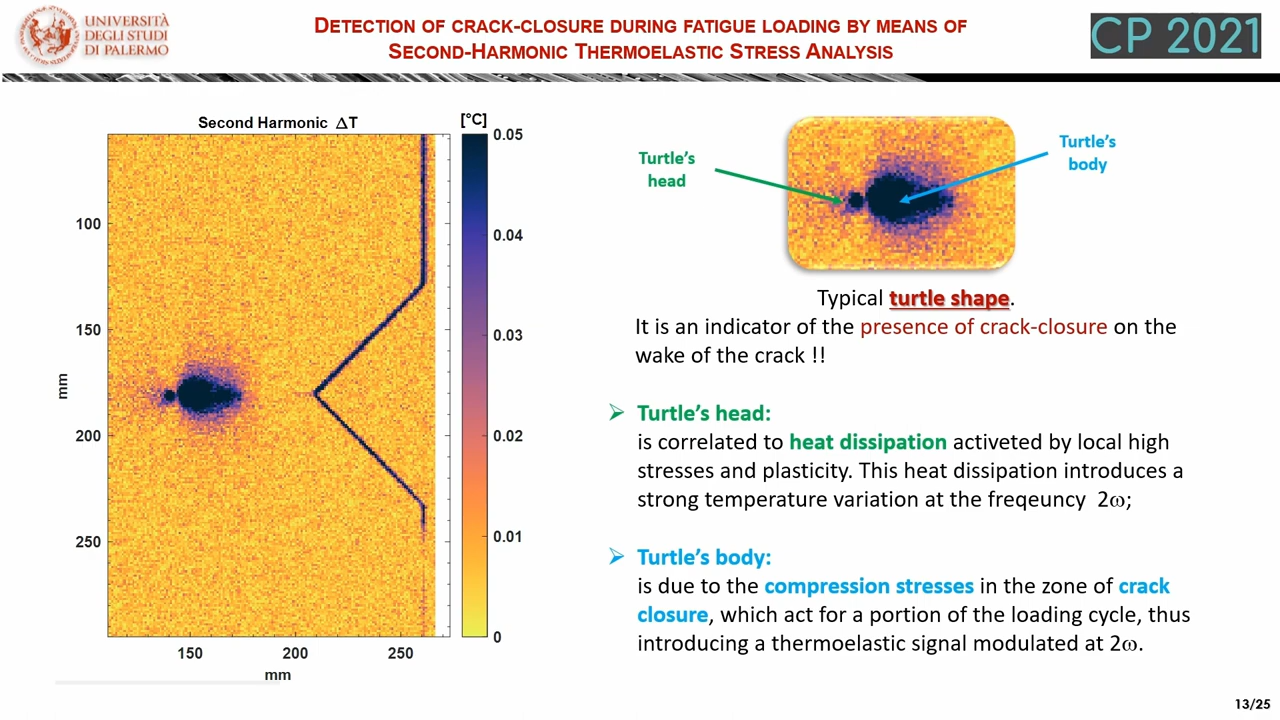 UNIVERSITÀ
DEGLI STUDI
DI PALERMO
DETECTION OF CRACK-CLOSURE DURING FATIGUE LOADING BY MEANS OF
SECOND-HARMONIC THERMOELASTIC STRESS ANALYSIS
CP 2021
Second Harmonic ΔT
[°C]
0.05
0.04
0.03
0.02
0.01
0
100
150
200
250
mm
150
200
250
mm
Turtle's
head
Turtle's
body
Typical turtle shape.
It is an indicator of the presence of crack-closure on the
wake of the crack !!
➢ Turtle's head:
is correlated to heat dissipation activeted by local high
stresses and plasticity. This heat dissipation introduces a
strong temperature variation at the freqeuncy 2ω;
➢ Turtle's body:
is due to the compression stresses in the zone of crack
closure, which act for a portion of the loading cycle, thus
introducing a thermoelastic signal modulated at 2ω.
13/25